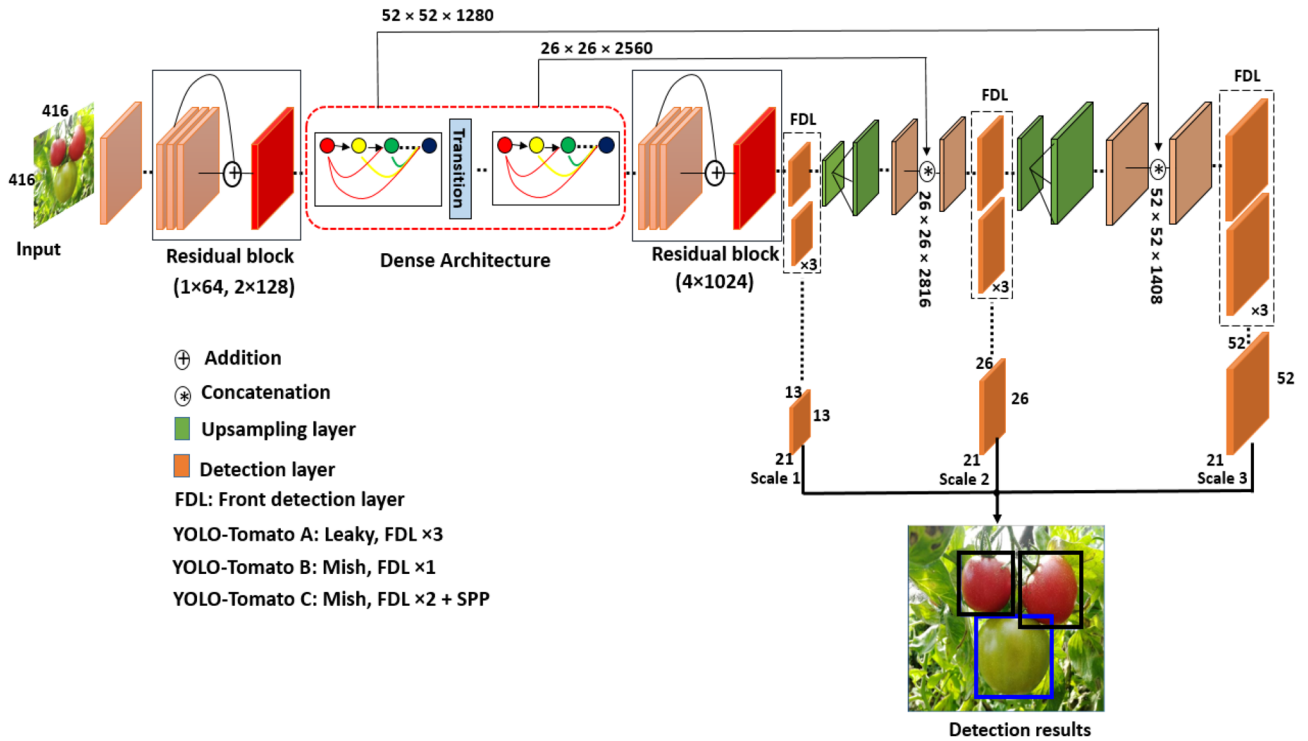 52 × 52 × 1280
26 × 26 × 2560
416
416
Input
Residual block
(1×64, 2×128)
Transition
Dense Architecture
Residual block
(4×1024)
FDL
×3
26 × 26 × 2816
FDL
×3
52 × 52 × 1408
FDL
×3
13
13
21
Scale 1
26
26
21
Scale 2
52
52
21
Scale 3
+ Addition
* Concatenation
Upsampling layer
Detection layer
FDL: Front detection layer
YOLO-Tomato A: Leaky, FDL ×3
YOLO-Tomato B: Mish, FDL ×1
YOLO-Tomato C: Mish, FDL ×2 + SPP
Detection results